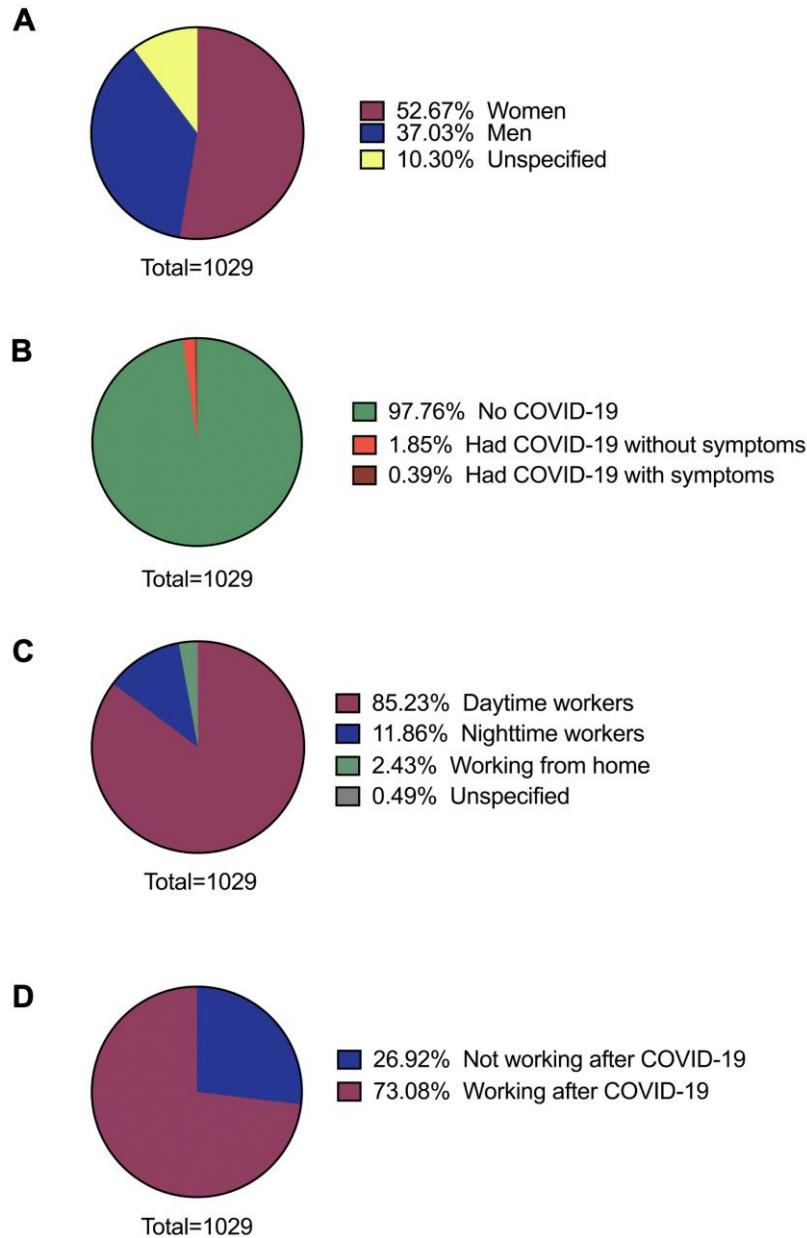 A
52.67% Women
37.03% Men
10.30% Unspecified
Total=1029
B
97.76% No COVID-19
1.85% Had COVID-19 without symptoms
0.39% Had COVID-19 with symptoms
Total=1029
C
85.23% Daytime workers
11.86% Nighttime workers
2.43% Working from home
0.49% Unspecified
Total=1029
D
26.92% Not working after COVID-19
73.08% Working after COVID-19
Total=1029